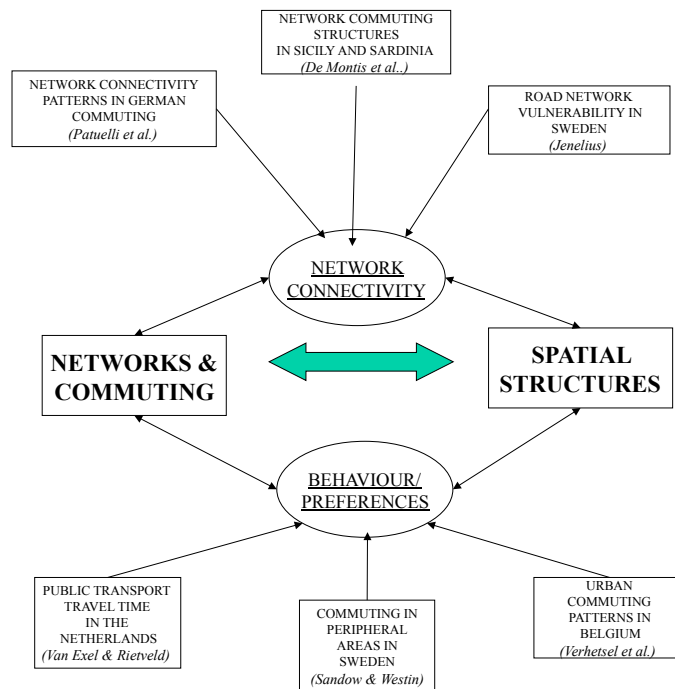 NETWORK COMMUTING
STRUCTURES
IN SICILY AND SARDINIA
(De Montis et al..)
NETWORK CONNECTIVITY
PATTERNS IN GERMAN
COMMUTING
(Patuelli et al.)
ROAD NETWORK
VULNERABILITY IN
SWEDEN
(Jenelius)
NETWORK
CONNECTIVITY
NETWORKS &
COMMUTING
SPATIAL
STRUCTURES
BEHAVIOUR/
PREFERENCES
PUBLIC TRANSPORT
TRAVEL TIME
IN THE
NETHERLANDS
(Van Exel & Rietveld)
COMMUTING IN
PERIPHERAL
AREAS IN
SWEDEN
(Sandow & Westin)
URBAN
COMMUTING
PATTERNS IN
BELGIUM
(Verhetsel et al.)